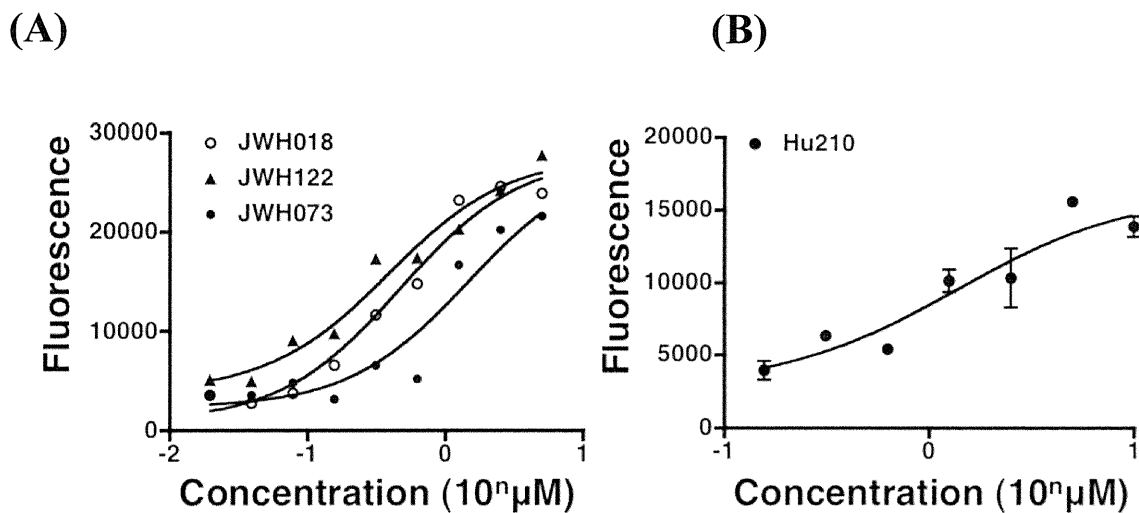 (A)
(B)
Fluorescence
30000
20000
10000
0
JWH018
JWH122
JWH073
-2
-1
0
1
Concentration (10ⁿμM)
Fluorescence
20000
15000
10000
5000
0
Hu210
-1
0
1
Concentration (10ⁿμM)